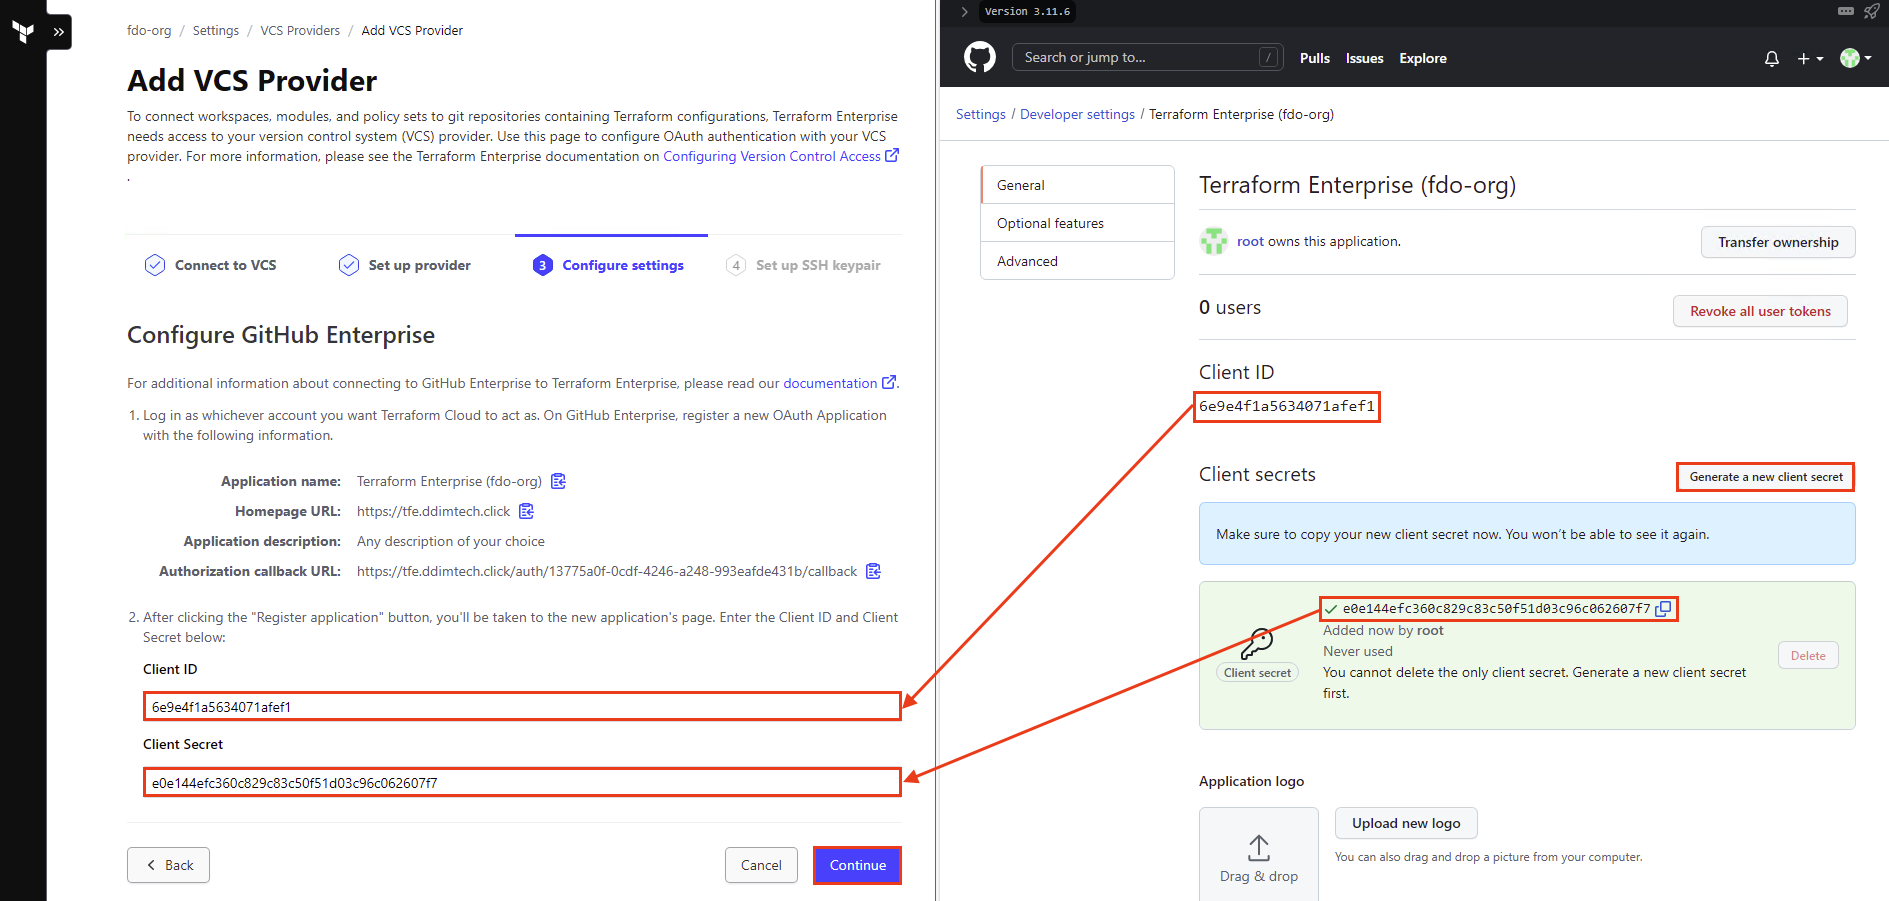 fdo-org / Settings / VCS Providers / Add VCS Provider
Add VCS Provider
To connect workspaces, modules, and policy sets to git repositories containing Terraform configurations, Terraform Enterprise
needs access to your version control system (VCS) provider. Use this page to configure OAuth authentication with your VCS
provider. For more information, please see the Terraform Enterprise documentation on Configuring Version Control Access
.
Connect to VCS
Set up provider
3 Configure settings
4 Set up SSH keypair
Configure GitHub Enterprise
For additional information about connecting to GitHub Enterprise to Terraform Enterprise, please read our documentation .
1. Log in as whichever account you want Terraform Cloud to act as. On GitHub Enterprise, register a new OAuth Application
with the following information.
Application name: Terraform Enterprise (fdo-org)
Homepage URL: https://tfe.ddimtech.click
Application description: Any description of your choice
Authorization callback URL: https://tfe.ddimtech.click/auth/13775a0f-0cdf-4246-a248-993eafde431b/callback
2. After clicking the "Register application" button, you'll be taken to the new application's page. Enter the Client ID and Client
Secret below:
Client ID
6e9e4f1a5634071afef1
Client Secret
e0e144efc360c829c83c50f51d03c96c062607f7
Back
Cancel
Continue
Version 3.11.6
Search or jump to... /
Pulls
Issues
Explore
Settings / Developer settings / Terraform Enterprise (fdo-org)
General
Optional features
Advanced
Terraform Enterprise (fdo-org)
root owns this application.
Transfer ownership
0 users
Revoke all user tokens
Client ID
6e9e4f1a5634071afef1
Client secrets
Generate a new client secret
Make sure to copy your new client secret now. You won't be able to see it again.
e0e144efc360c829c83c50f51d03c96c062607f7
Added now by root
Never used
You cannot delete the only client secret. Generate a new client secret
first.
Client secret
Delete
Application logo
Drag & drop
Upload new logo
You can also drag and drop a picture from your computer.